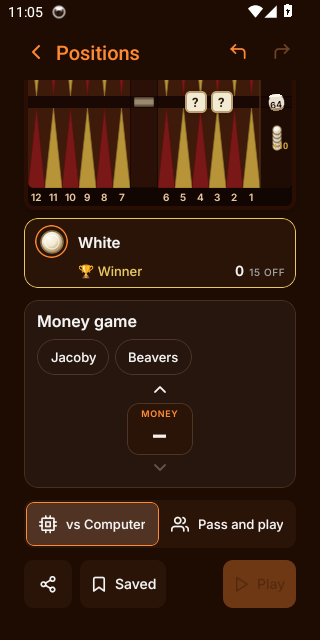 11:05
Positions
? ?
64
12 11 10 9 8 7 6 5 4 3 2 1
White
🏆 Winner 0 15 OFF
Money game
Jacoby Beavers
MONEY
–
vs Computer Pass and play
Saved Play